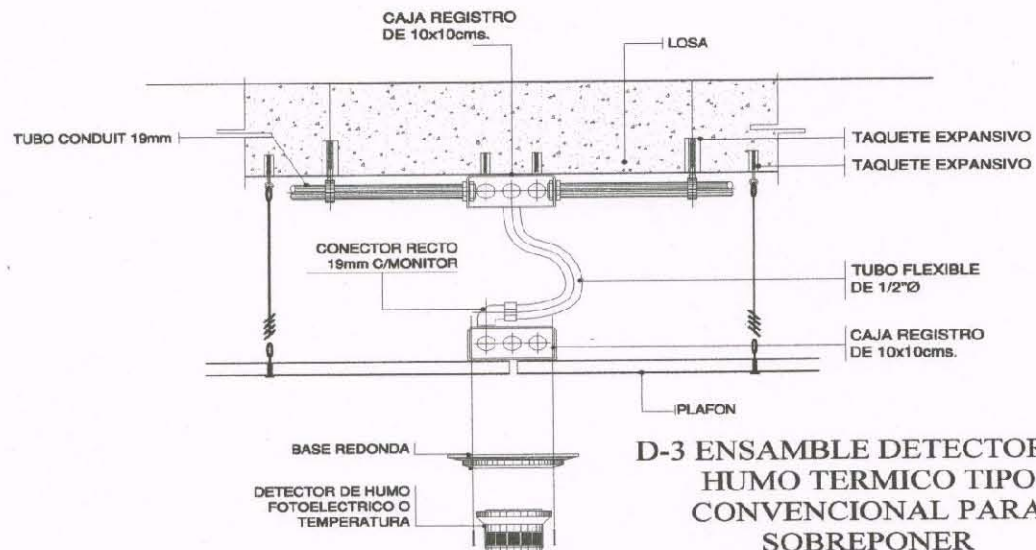 CAJA REGISTRO
DE 10x10cms.
LOSA
TUBO CONDUIT 19mm
TAQUETE EXPANSIVO
TAQUETE EXPANSIVO
CONECTOR RECTO
19mm C/MONITOR
TUBO FLEXIBLE
DE 1/2"Ø
CAJA REGISTRO
DE 10x10cms.
PLAFON
BASE REDONDA
DETECTOR DE HUMO
FOTOELECTRICO O
TEMPERATURA
D-3 ENSAMBLE DETECTOR
HUMO TERMICO TIPO
CONVENCIONAL PARA
SOBREPONER